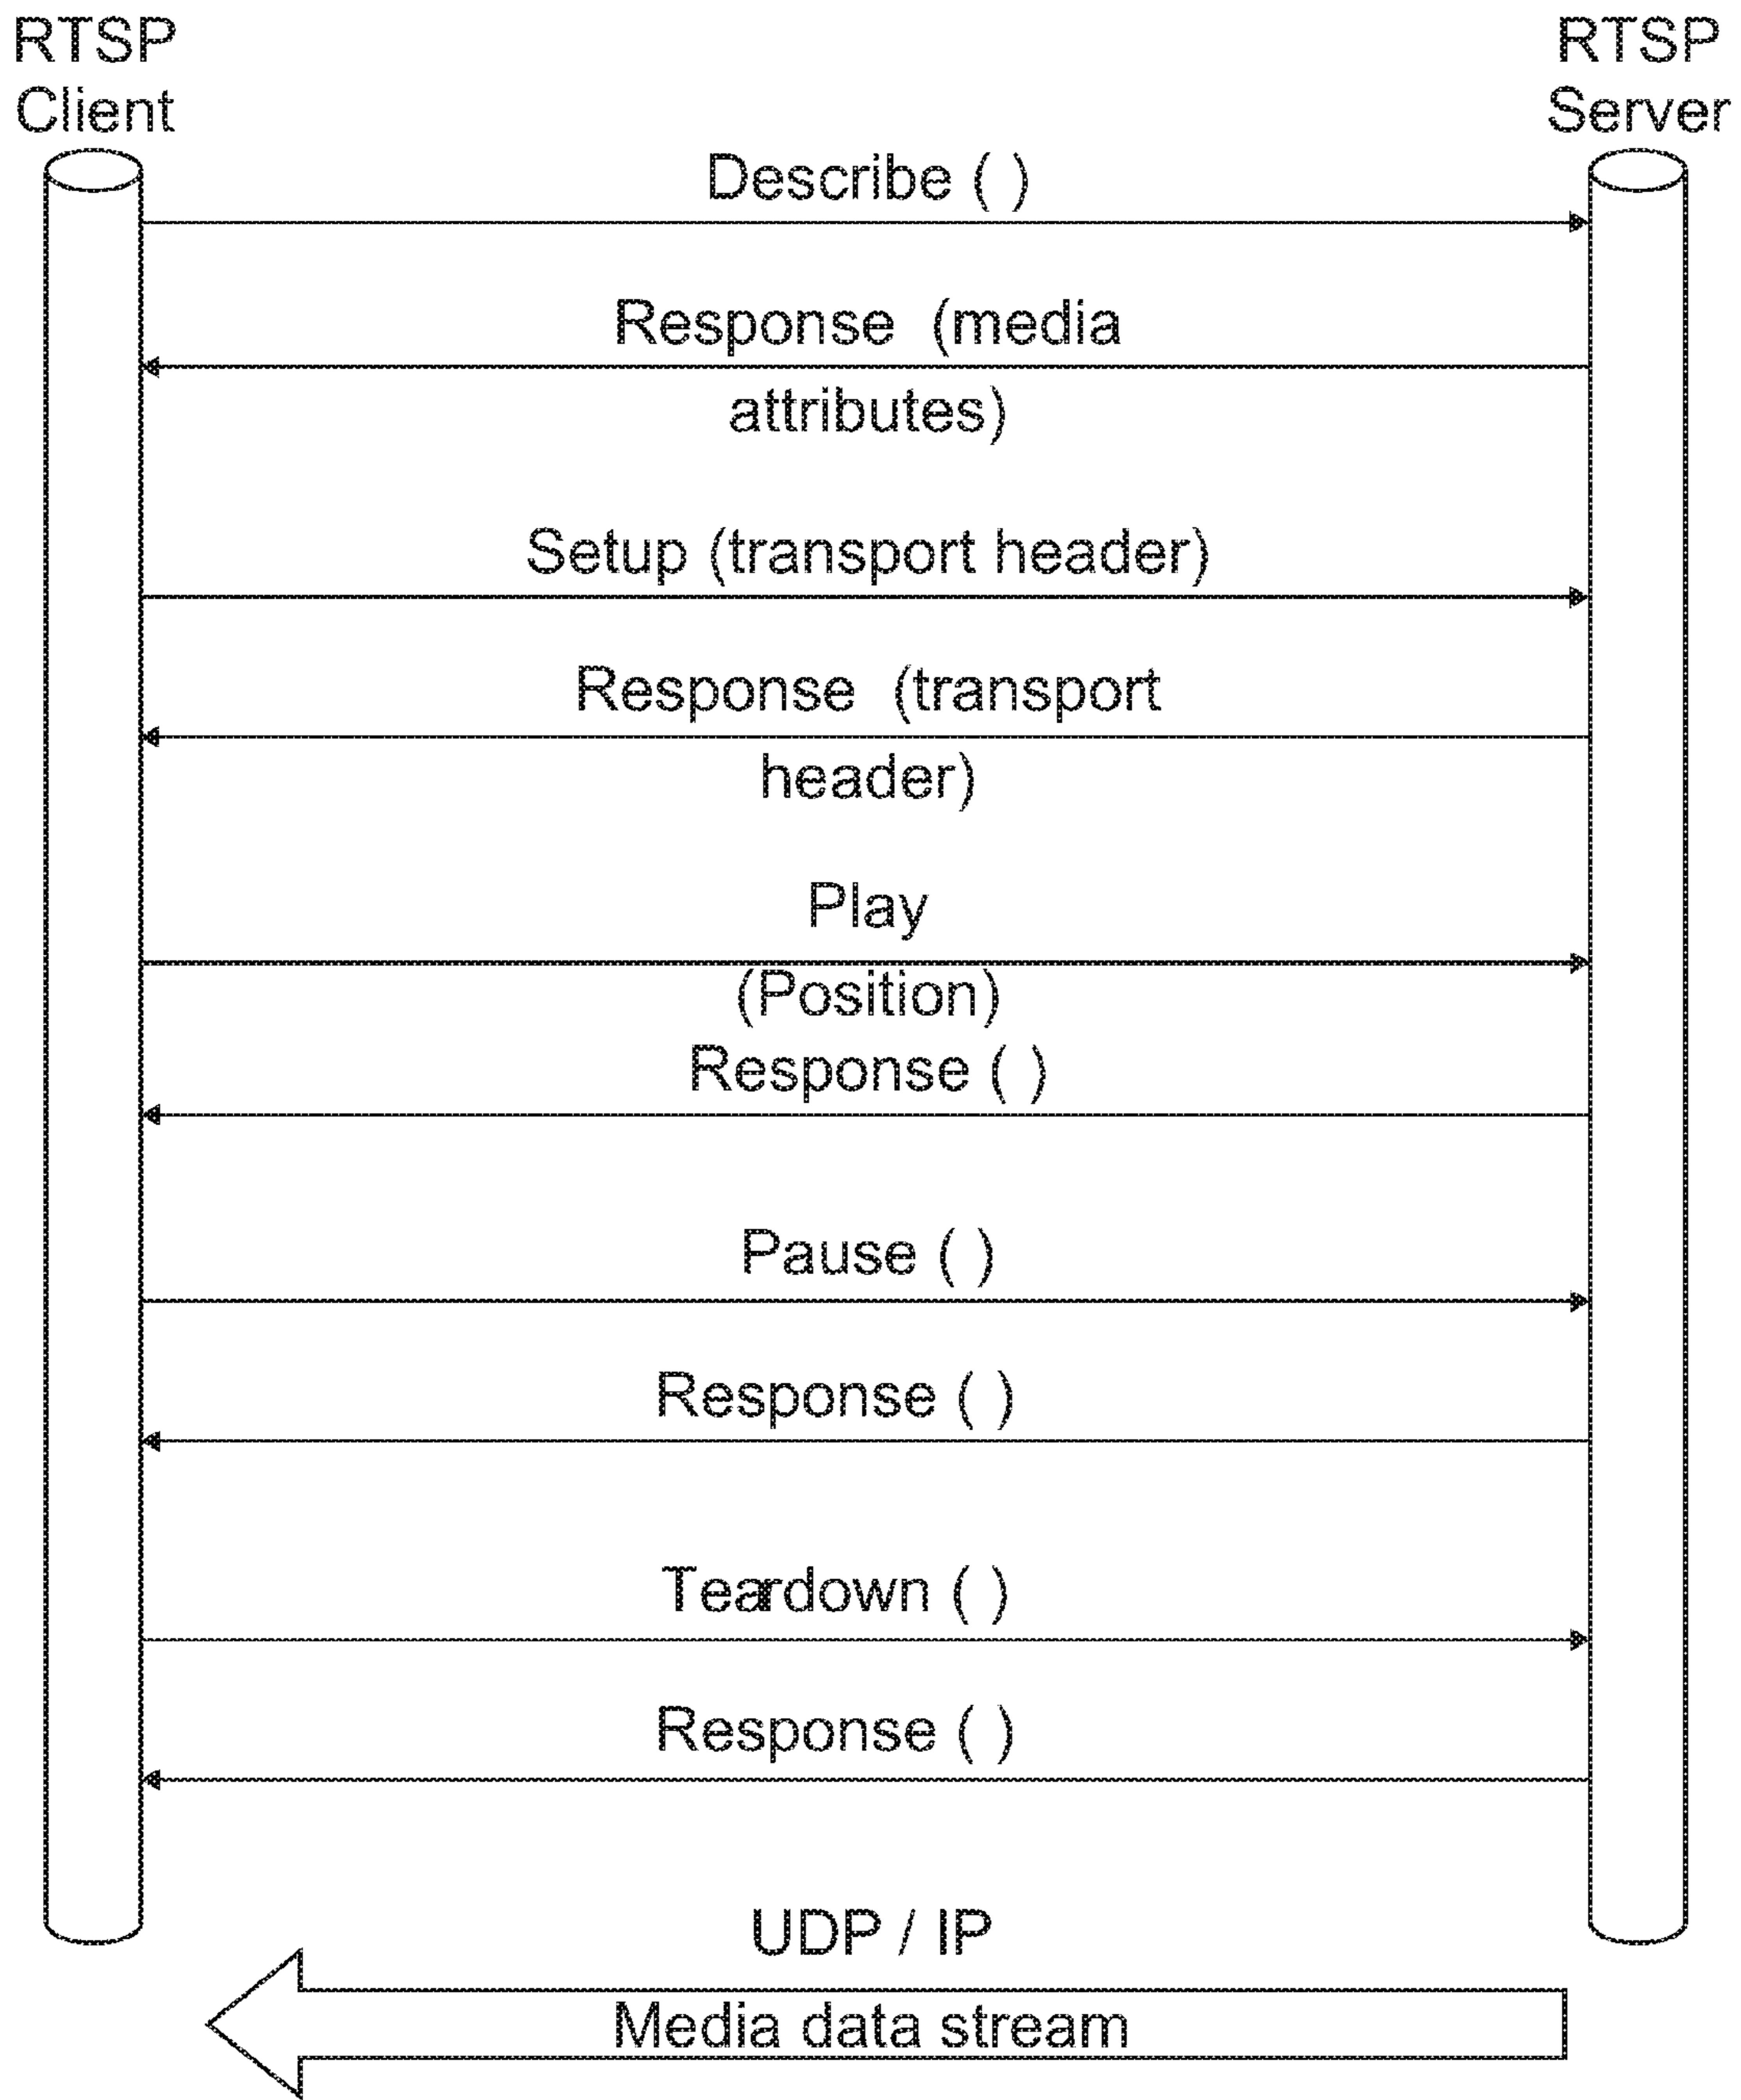 RTSP
Client
RTSP
Server
Describe ( )
Response (media
attributes)
Setup (transport header)
Response (transport
header)
Play
(Position)
Response ( )
Pause ( )
Response ( )
Teardown ( )
Response ( )
UDP / IP
Media data stream